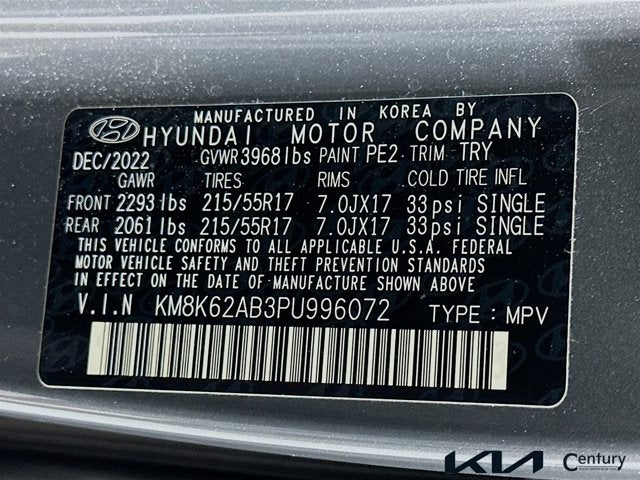 MANUFACTURED IN KOREA BY
HYUNDAI MOTOR COMPANY
DEC/2022 GVWR 3968lbs PAINT PE2 TRIM TRY
GAWR TIRES RIMS COLD TIRE INFL
FRONT 2293lbs 215/55R17 7.0JX17 33psi SINGLE
REAR 2061lbs 215/55R17 7.0JX17 33psi SINGLE
THIS VEHICLE CONFORMS TO ALL APPLICABLE U.S.A. FEDERAL
MOTOR VEHICLE SAFETY AND THEFT PREVENTION STANDARDS
IN EFFECT ON THE DATE OF MANUFACTURE SHOWN ABOVE.
V.I.N KM8K62AB3PU996072 TYPE : MPV
KIA Century